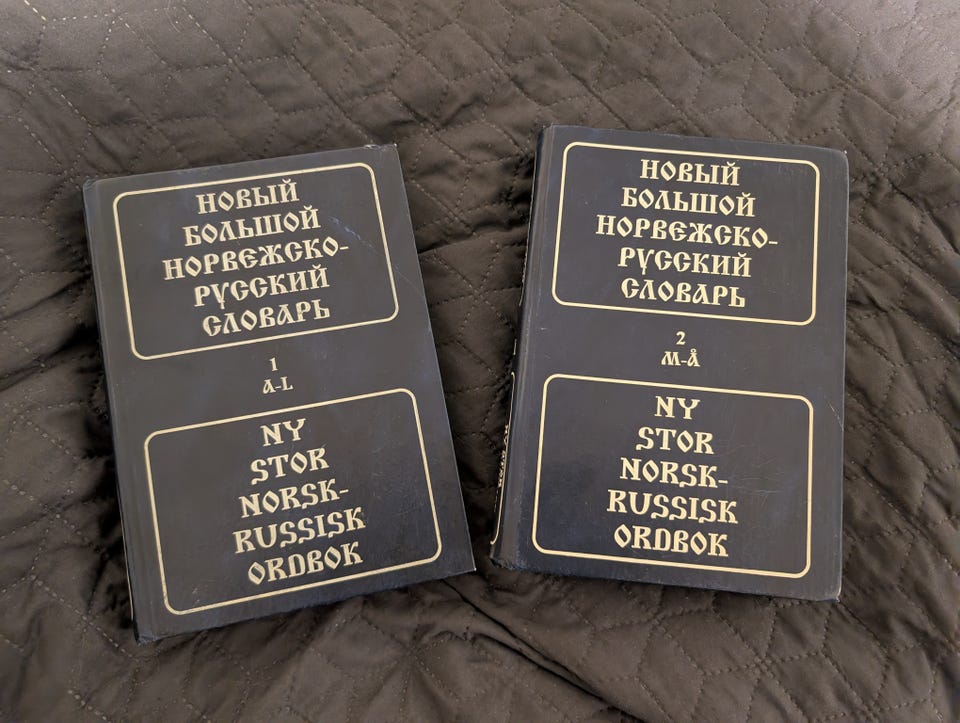 НОВЫЙ
БОЛЬШОЙ
НОРВЕЖСКО-
РУССКИЙ
СЛОВАРЬ
1
A-L
NY
STOR
NORSK-
RUSSISK
ORDBOK
НОВЫЙ
БОЛЬШОЙ
НОРВЕЖСКО-
РУССКИЙ
СЛОВАРЬ
2
M-Å
NY
STOR
NORSK-
RUSSISK
ORDBOK